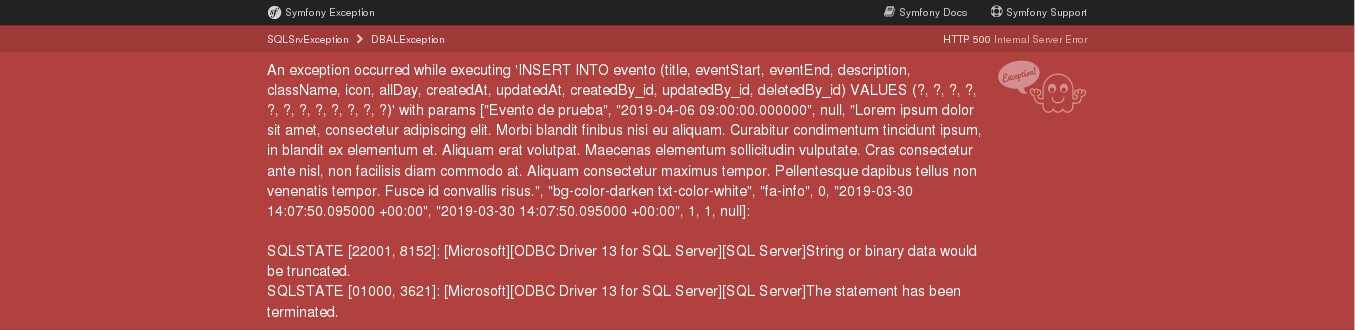 Symfony Exception
Symfony Docs
Symfony Support
SQLSrvException
DBALException
HTTP 500 Internal Server Error
An exception occurred while executing 'INSERT INTO evento (title, eventStart, eventEnd, description,
className, icon, allDay, createdAt, updatedAt, createdBy_id, updatedBy_id, deletedBy_id) VALUES (?, ?, ?, ?,
?, ?, ?, ?, ?, ?, ?, ?)' with params ["Evento de prueba", "2019-04-06 09:00:00.000000", null, "Lorem ipsum dolor
sit amet, consectetur adipiscing elit. Morbi blandit finibus nisi eu aliquam. Curabitur condimentum tincidunt ipsum,
in blandit ex elementum et. Aliquam erat volutpat. Maecenas elementum sollicitudin vulputate. Cras consectetur
ante nisl, non facilisis diam commodo at. Aliquam consectetur maximus tempor. Pellentesque dapibus tellus non
venenatis tempor. Fusce id convallis risus.", "bg-color-darken txt-color-white", "fa-info", 0, "2019-03-30
14:07:50.095000 +00:00", "2019-03-30 14:07:50.095000 +00:00", 1, 1, null]:
SQLSTATE [22001, 8152]: [Microsoft][ODBC Driver 13 for SQL Server][SQL Server]String or binary data would
be truncated.
SQLSTATE [01000, 3621]: [Microsoft][ODBC Driver 13 for SQL Server][SQL Server]The statement has been
terminated.
Exception!